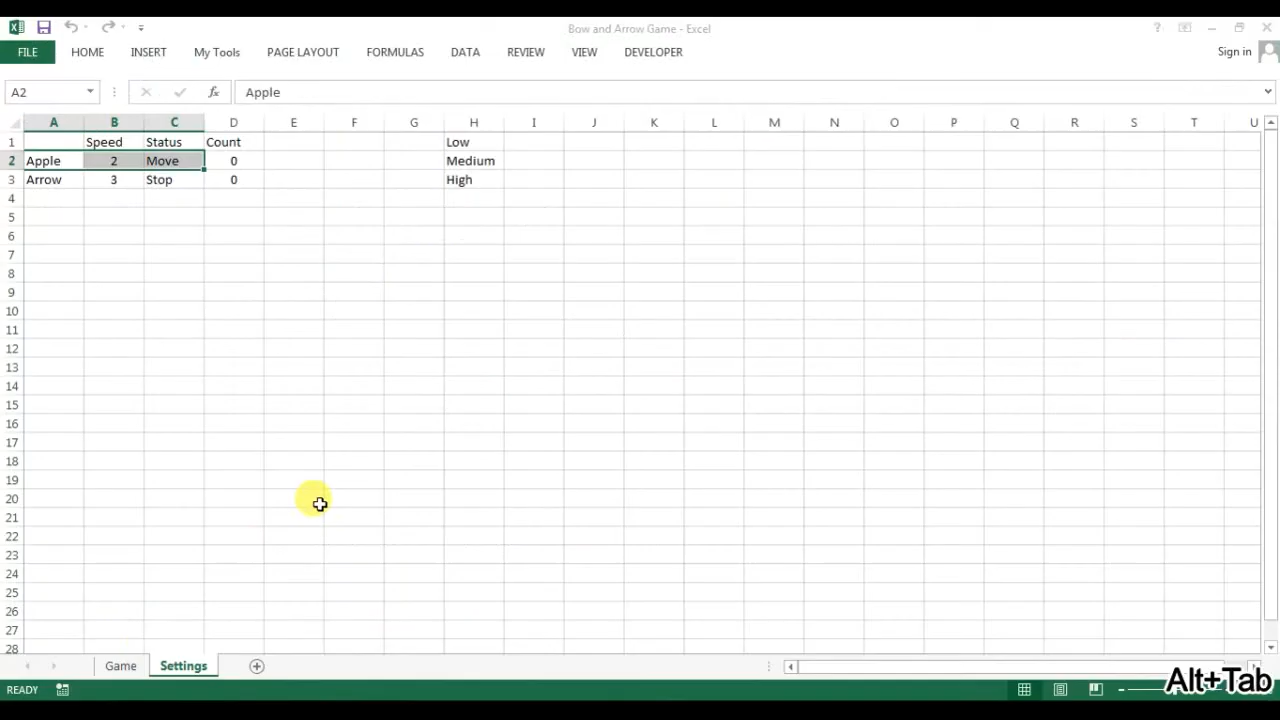 Bow and Arrow Game - Excel
FILE HOME INSERT My Tools PAGE LAYOUT FORMULAS DATA REVIEW VIEW DEVELOPER Sign in
A2 fx Apple
A B C D E F G H I J K L M N O P Q R S T U
1 Speed Status Count Low
2 Apple 2 Move 0 Medium
3 Arrow 3 Stop 0 High
4
5
6
7
8
9
10
11
12
13
14
15
16
17
18
19
20
21
22
23
24
25
26
27
28
Game Settings
READY
Alt+Tab